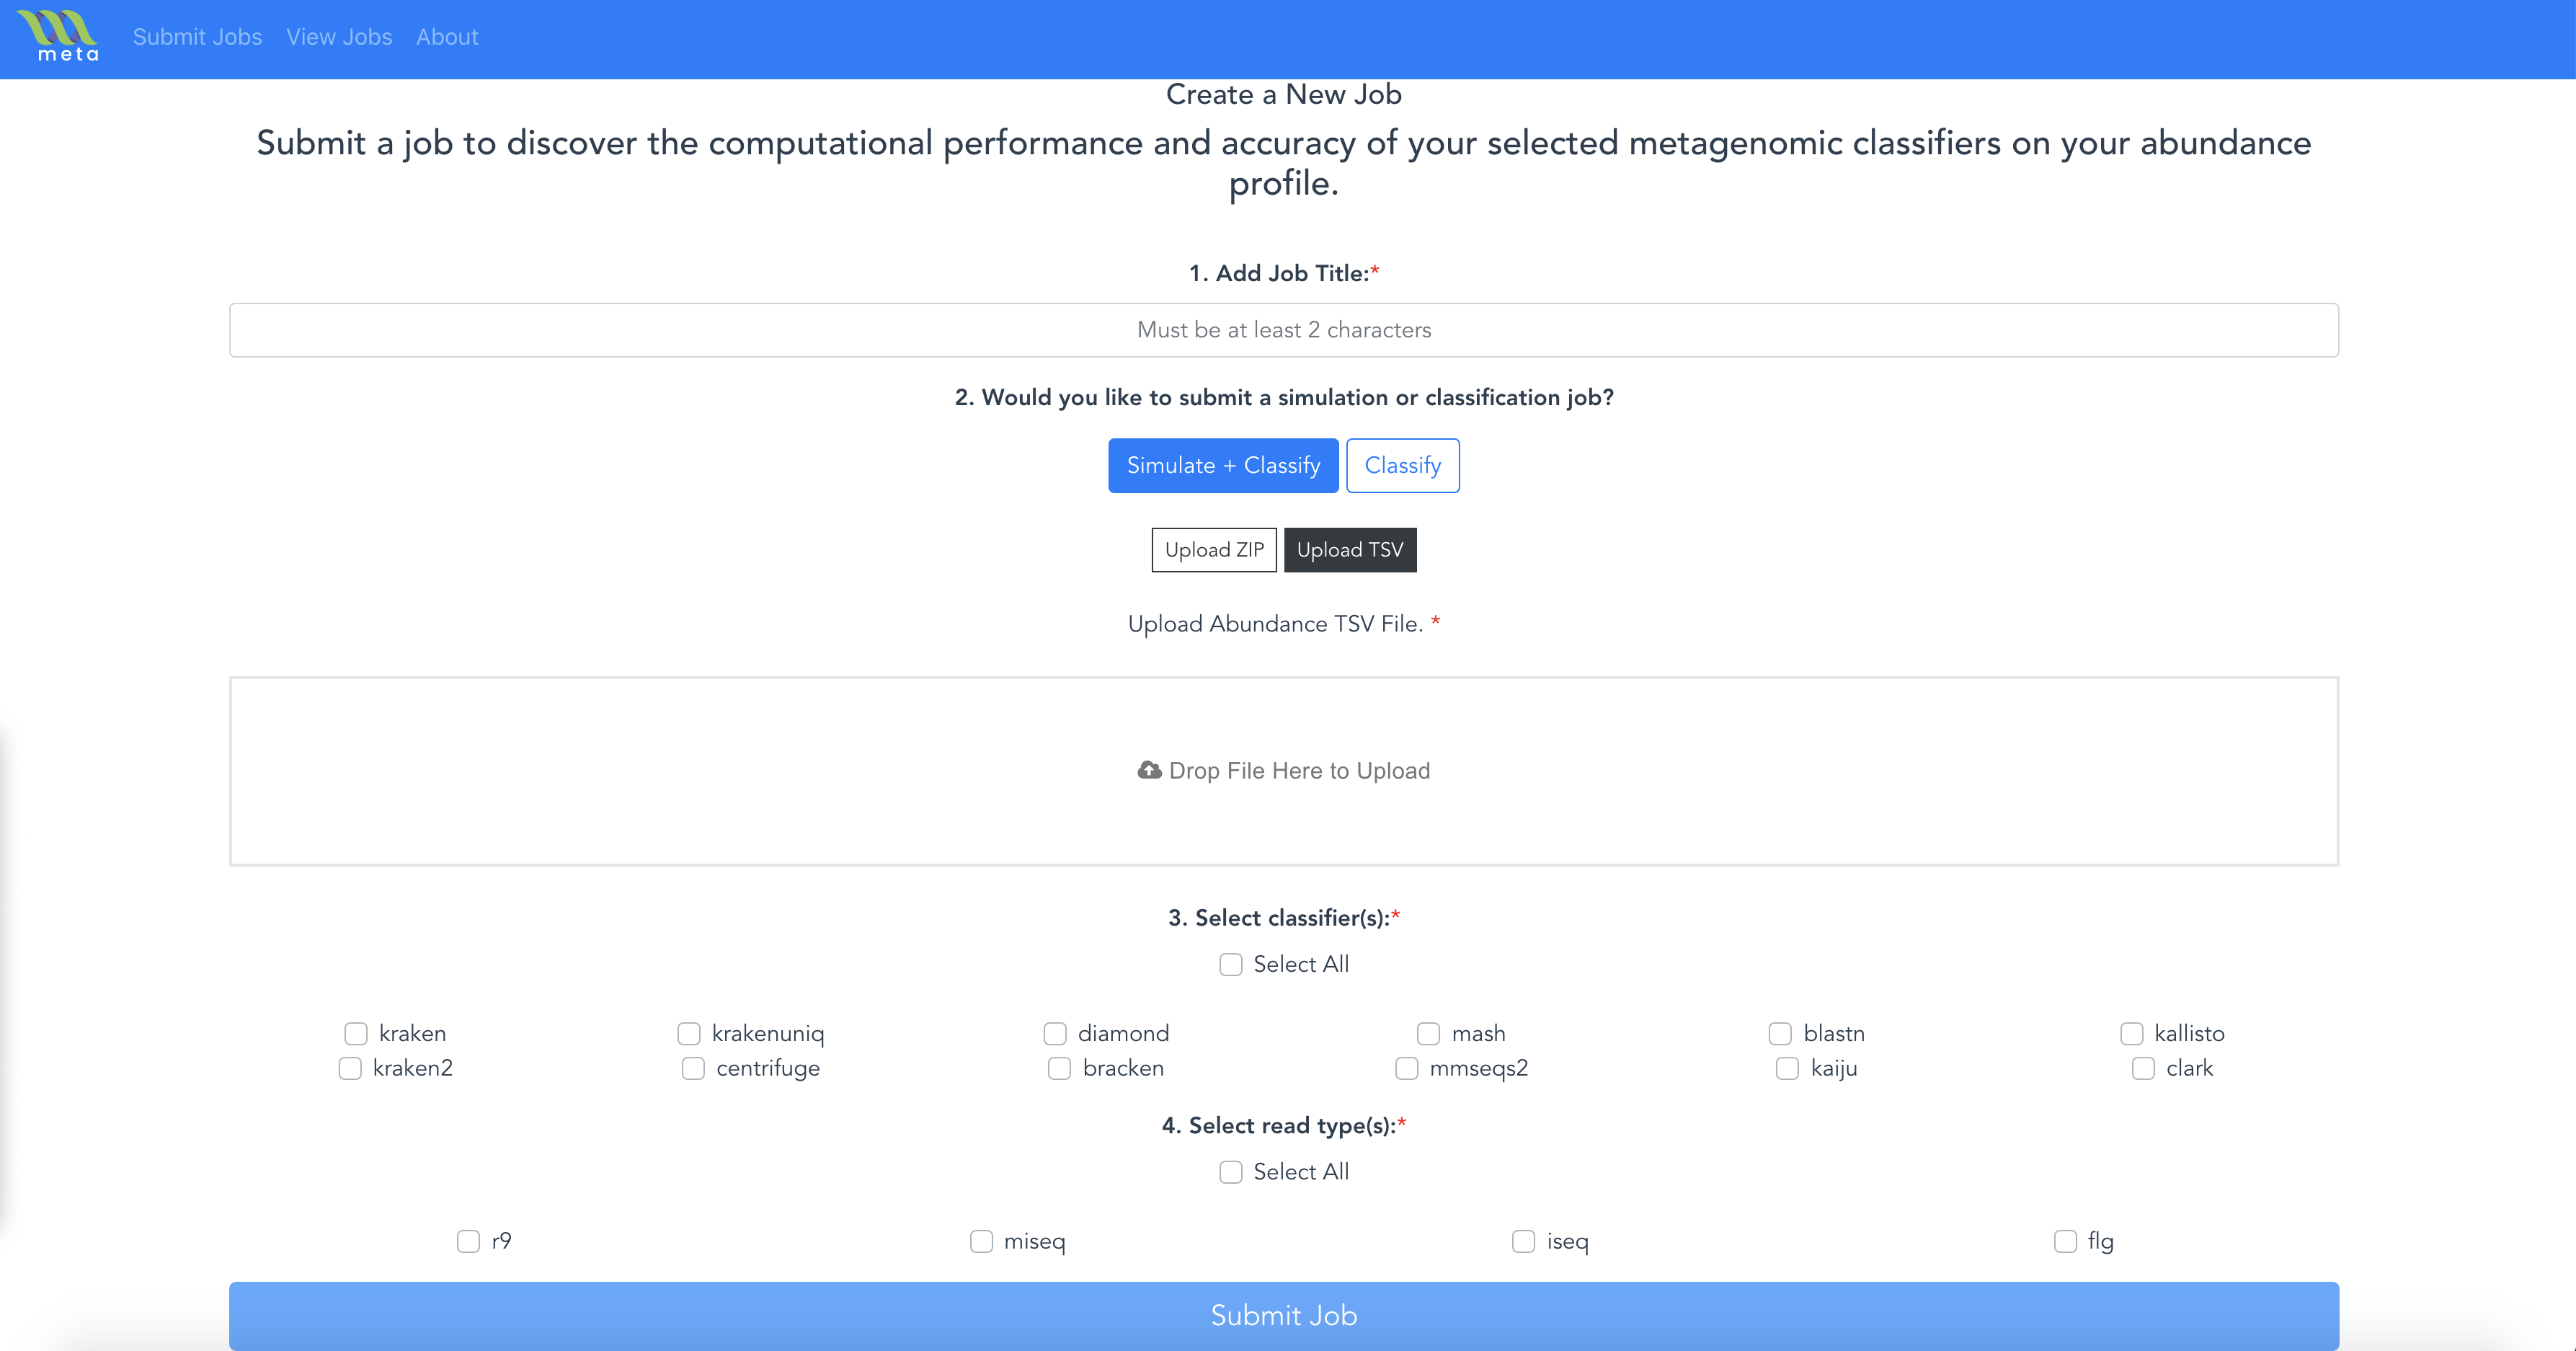 meta
Submit Jobs View Jobs About
Create a New Job
Submit a job to discover the computational performance and accuracy of your selected metagenomic classifiers on your abundance
profile.
1. Add Job Title:*
Must be at least 2 characters
2. Would you like to submit a simulation or classification job?
Simulate + Classify Classify
Upload ZIP Upload TSV
Upload Abundance TSV File. *
Drop File Here to Upload
3. Select classifier(s):*
Select All
kraken krakenuniq diamond mash blastn kallisto
kraken2 centrifuge bracken mmseqs2 kaiju clark
4. Select read type(s):*
Select All
r9 miseq iseq flg
Submit Job